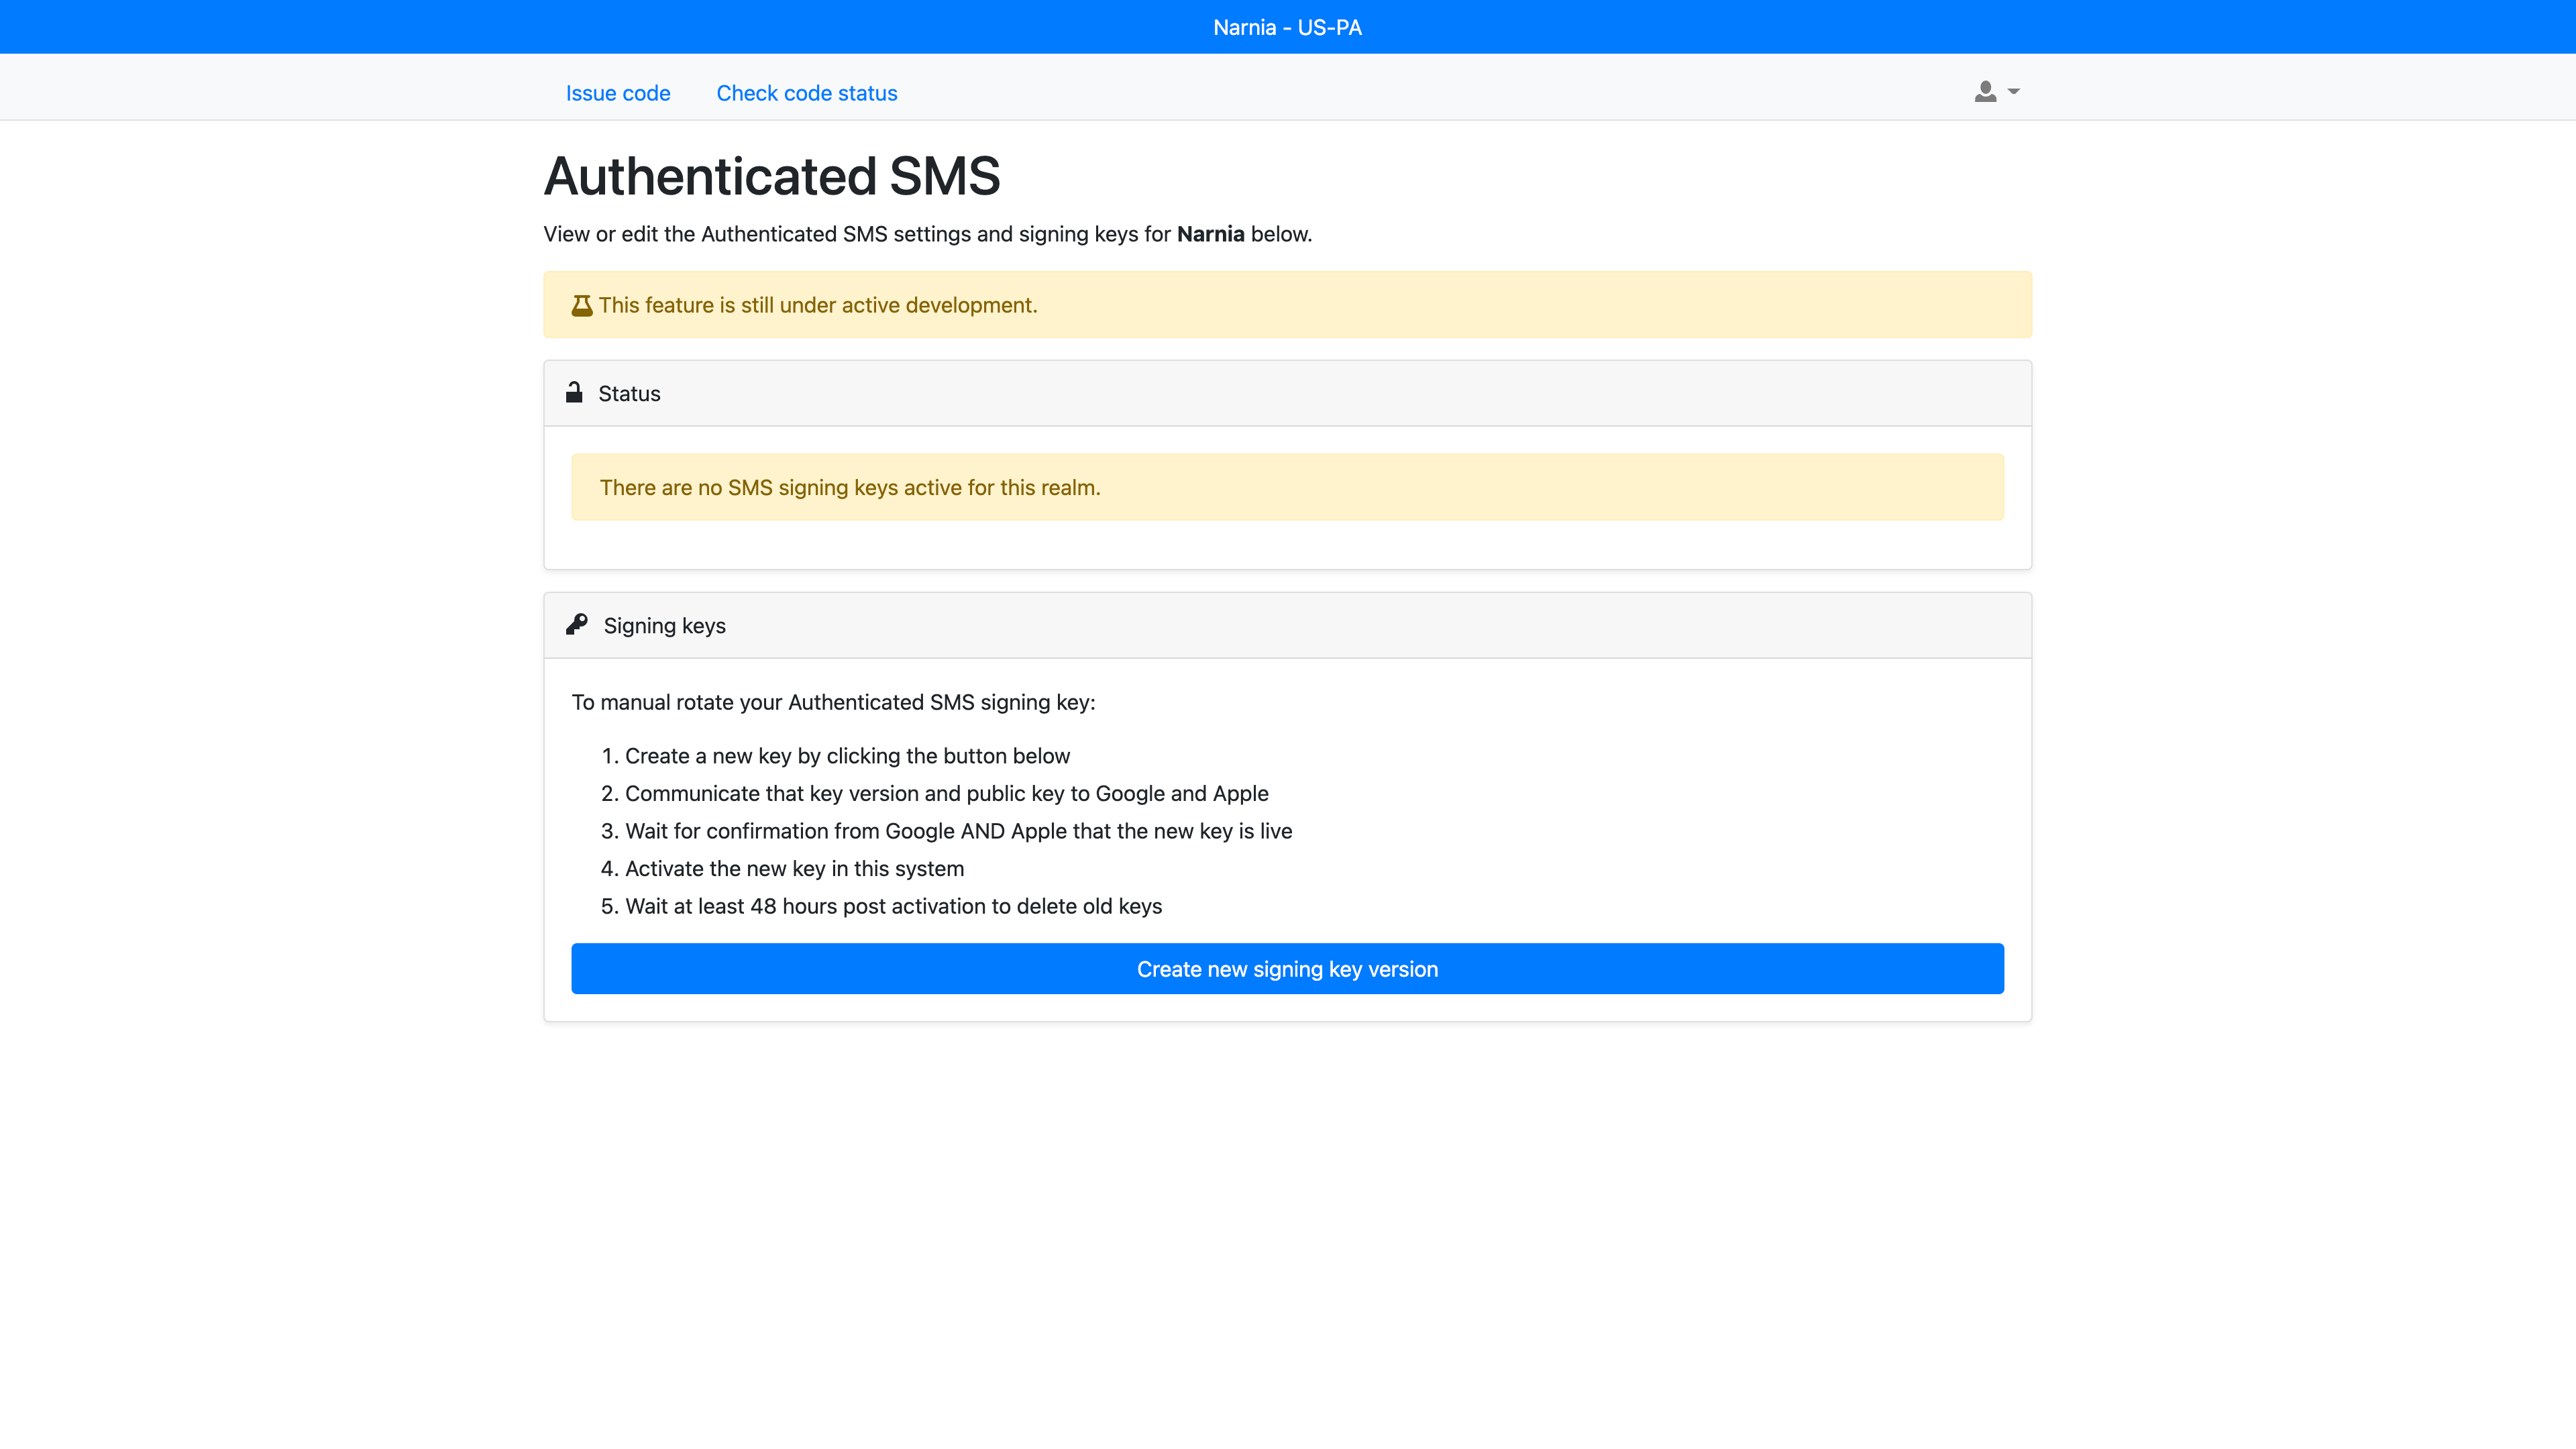 Narnia - US-PA
Issue code Check code status
Authenticated SMS
View or edit the Authenticated SMS settings and signing keys for Narnia below.
This feature is still under active development.
Status
There are no SMS signing keys active for this realm.
Signing keys
To manual rotate your Authenticated SMS signing key:
1. Create a new key by clicking the button below
2. Communicate that key version and public key to Google and Apple
3. Wait for confirmation from Google AND Apple that the new key is live
4. Activate the new key in this system
5. Wait at least 48 hours post activation to delete old keys
Create new signing key version